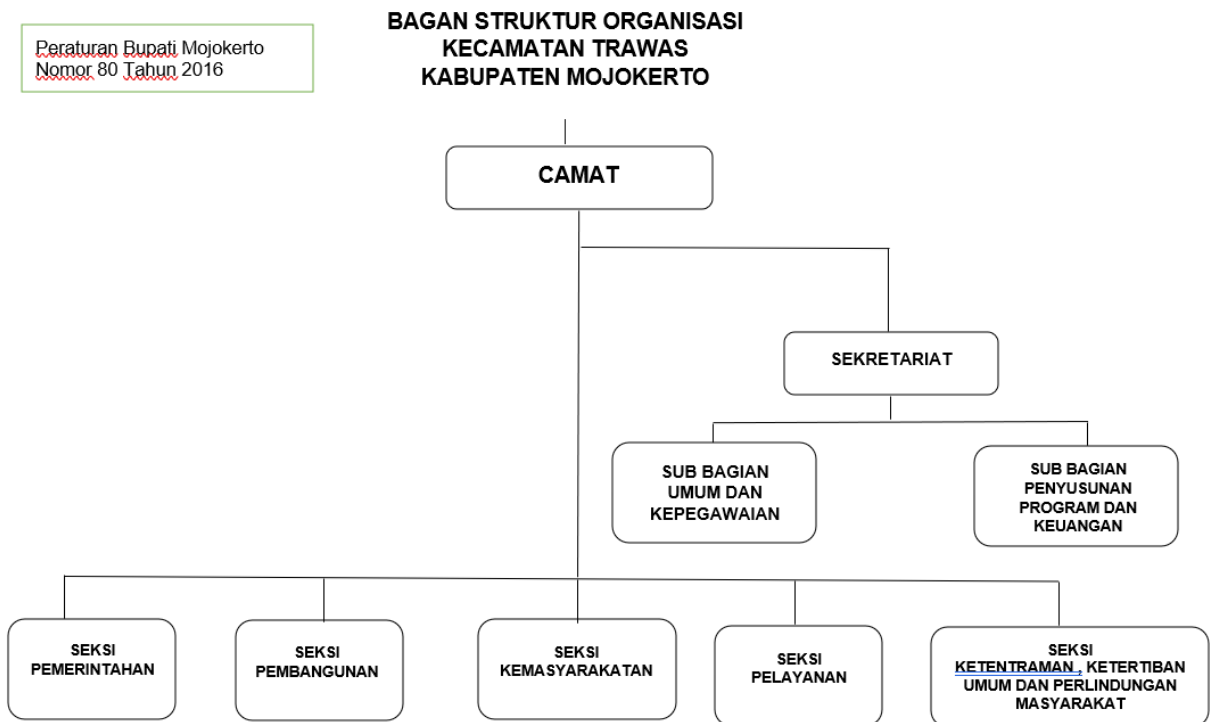 Peraturan Bupati Mojokerto
Nomor 80 Tahun 2016
BAGAN STRUKTUR ORGANISASI
KECAMATAN TRAWAS
KABUPATEN MOJOKERTO
CAMAT
SEKRETARIAT
SUB BAGIAN
UMUM DAN
KEPEGAWAIAN
SUB BAGIAN
PENYUSUNAN
PROGRAM DAN
KEUANGAN
SEKSI
PEMERINTAHAN
SEKSI
PEMBANGUNAN
SEKSI
KEMASYARAKATAN
SEKSI
PELAYANAN
SEKSI
KETENTRAMAN , KETERTIBAN
UMUM DAN PERLINDUNGAN
MASYARAKAT